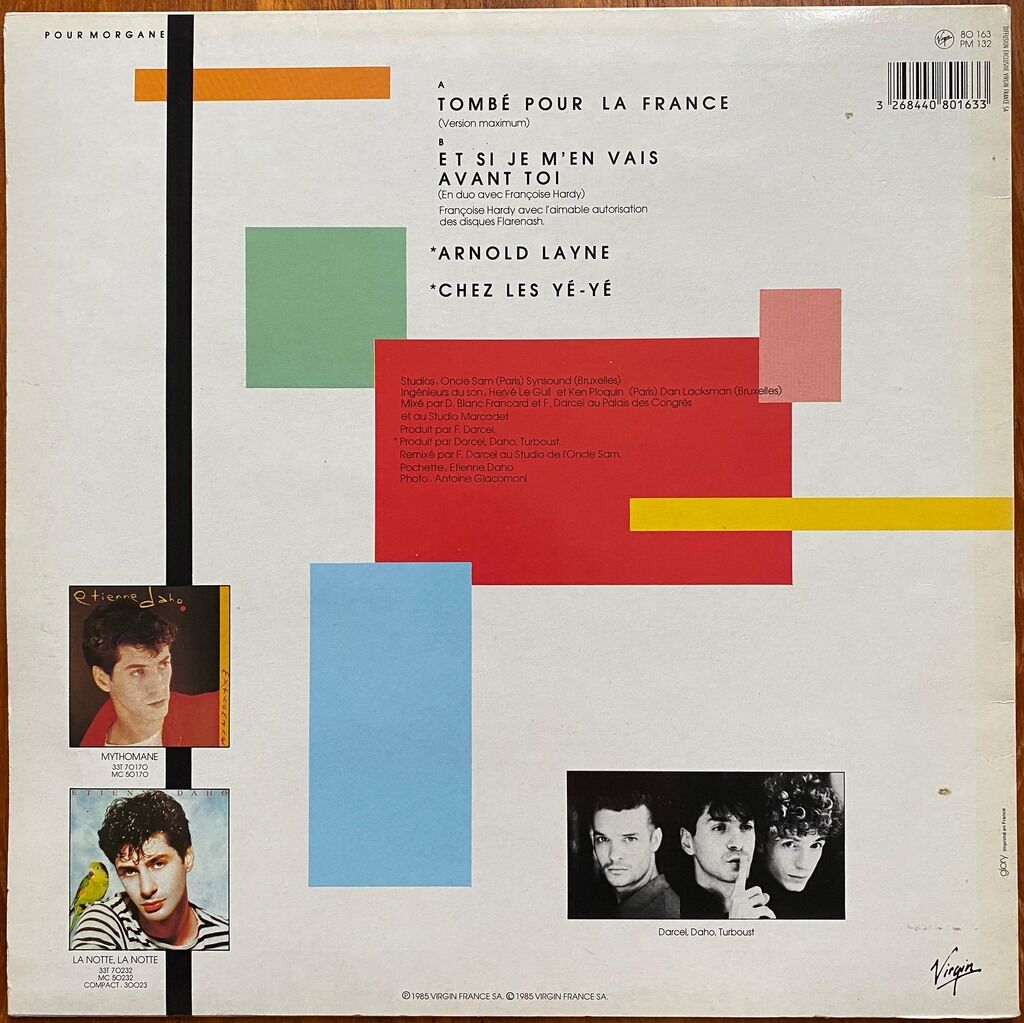 POUR MORGANE
Virgin
80 163
PM 132
DIFFUSION EXCLUSIVE VIRGIN FRANCE SA
3 268440 801633
A
TOMBÉ POUR LA FRANCE
(Version maximum)
B
ET SI JE M'EN VAIS
AVANT TOI
(En duo avec Françoise Hardy)
Françoise Hardy avec l'aimable autorisation
des disques Flarenash.
*ARNOLD LAYNE
*CHEZ LES YÉ-YÉ
Studios : Oncle Sam (Paris) Synsound (Bruxelles)
Ingénieurs du son : Hervé Le Guil et Ken Ploquin (Paris) Dan Lacksman (Bruxelles)
Mixé par D. Blanc Francard et F. Darcel au Palais des Congrès
et au Studio Marcadet
Produit par F. Darcel.
* Produit par Darcel, Daho, Turboust.
Remixé par F. Darcel au Studio de l'Oncle Sam.
Pochette : Etienne Daho
Photo : Antoine Giacomoni
etienne daho
MYTHOMANE
MYTHOMANE
33T 70170
MC 50170
ETIENNE DAHO
LA NOTTE, LA NOTTE
33T 70232
MC 50232
COMPACT : 30023
Darcel, Daho, Turboust
glory imprimé en France
Virgin
Ⓟ 1985 VIRGIN FRANCE SA. © 1985 VIRGIN FRANCE SA.